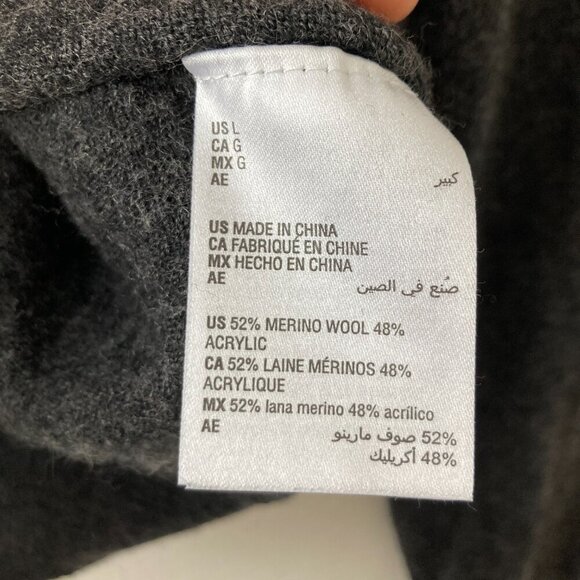 US L
CA G
MX G
AE كبير
US MADE IN CHINA
CA FABRIQUÉ EN CHINE
MX HECHO EN CHINA
AE صُنع في الصين
US 52% MERINO WOOL 48%
ACRYLIC
CA 52% LAINE MÉRINOS 48%
ACRYLIQUE
MX 52% lana merino 48% acrílico
AE 52% صوف مارينو
48% أكريليك